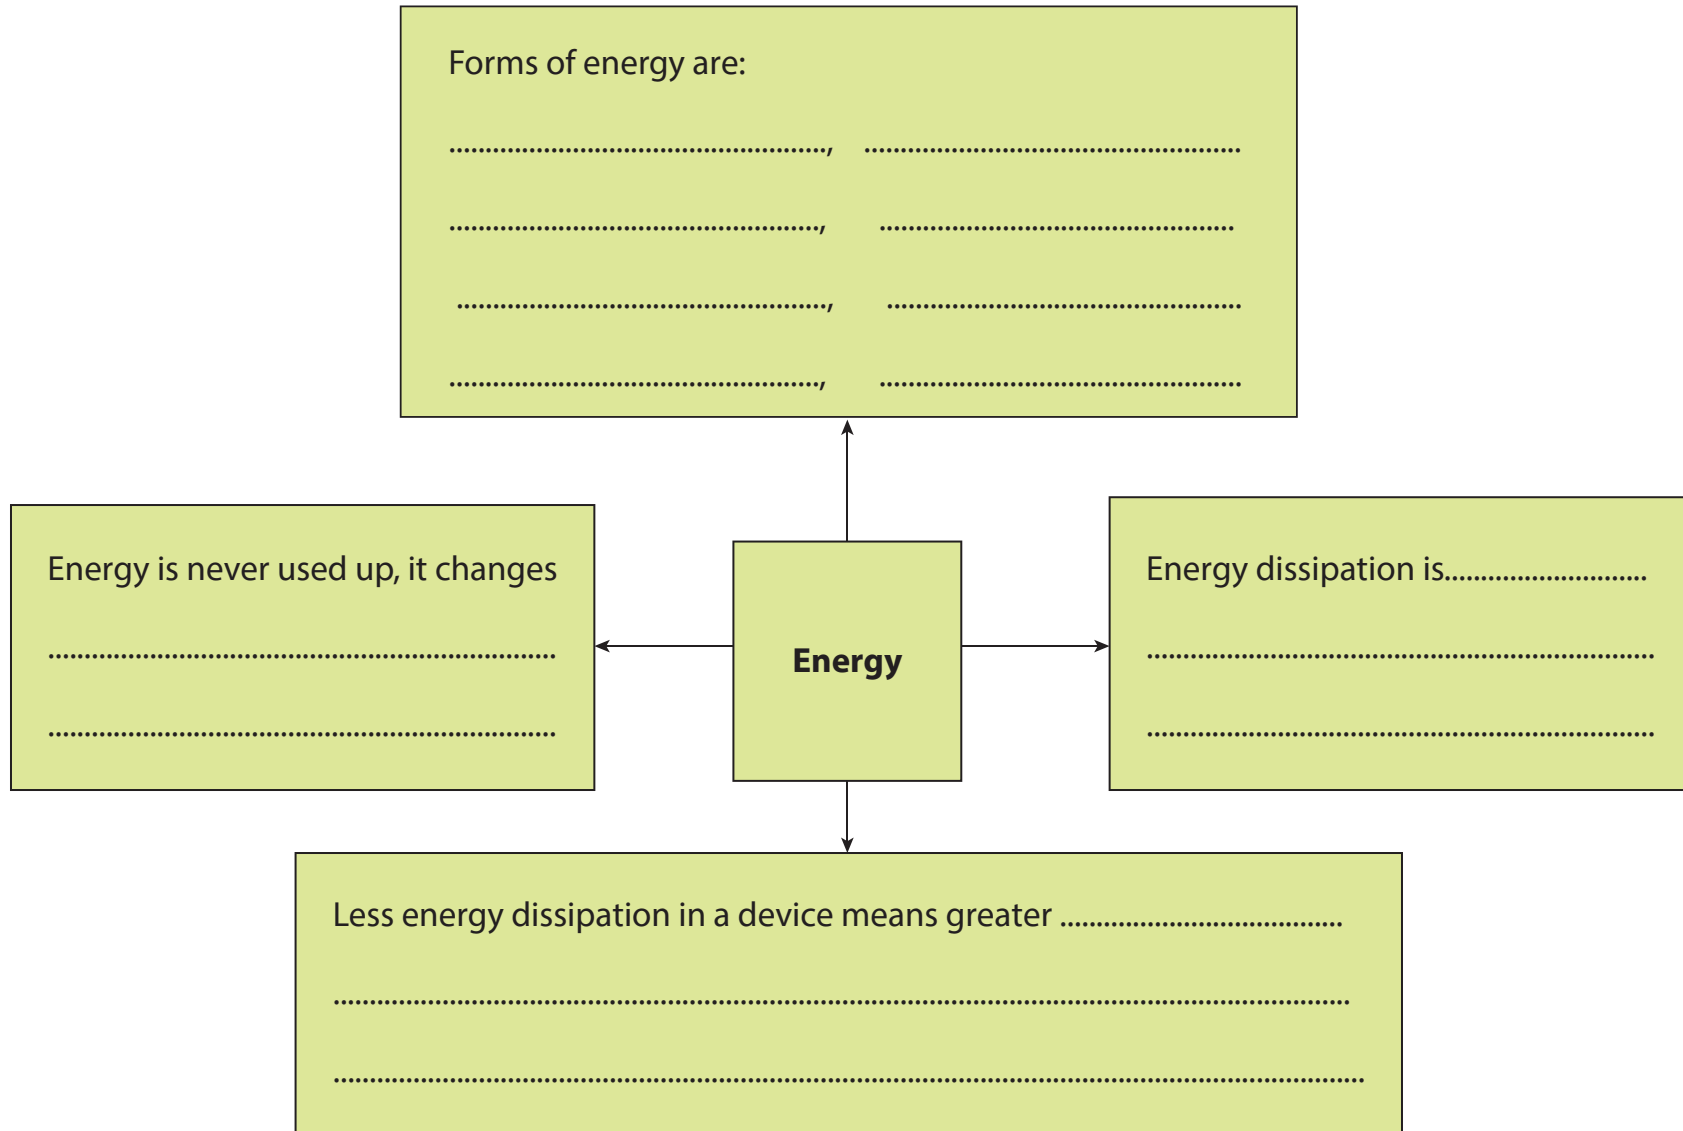 Forms of energy are:
................................................, ................................................
................................................, ................................................
................................................, ................................................
................................................, ................................................
Energy is never used up, it changes
......................................................................
......................................................................
Energy
Energy dissipation is............................
......................................................................
......................................................................
Less energy dissipation in a device means greater .......................................
............................................................................................................................................
............................................................................................................................................